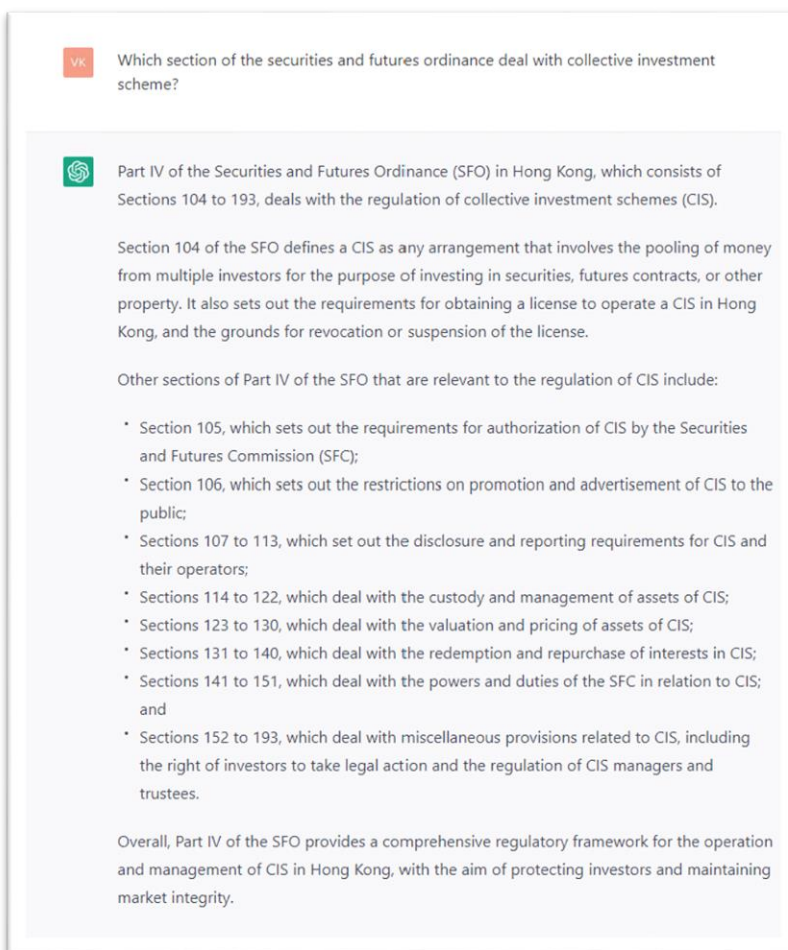 VK
Which section of the securities and futures ordinance deal with collective investment
scheme?
Part IV of the Securities and Futures Ordinance (SFO) in Hong Kong, which consists of
Sections 104 to 193, deals with the regulation of collective investment schemes (CIS).
Section 104 of the SFO defines a CIS as any arrangement that involves the pooling of money
from multiple investors for the purpose of investing in securities, futures contracts, or other
property. It also sets out the requirements for obtaining a license to operate a CIS in Hong
Kong, and the grounds for revocation or suspension of the license.
Other sections of Part IV of the SFO that are relevant to the regulation of CIS include:
• Section 105, which sets out the requirements for authorization of CIS by the Securities
and Futures Commission (SFC);
• Section 106, which sets out the restrictions on promotion and advertisement of CIS to the
public;
• Sections 107 to 113, which set out the disclosure and reporting requirements for CIS and
their operators;
• Sections 114 to 122, which deal with the custody and management of assets of CIS;
• Sections 123 to 130, which deal with the valuation and pricing of assets of CIS;
• Sections 131 to 140, which deal with the redemption and repurchase of interests in CIS;
• Sections 141 to 151, which deal with the powers and duties of the SFC in relation to CIS;
and
• Sections 152 to 193, which deal with miscellaneous provisions related to CIS, including
the right of investors to take legal action and the regulation of CIS managers and
trustees.
Overall, Part IV of the SFO provides a comprehensive regulatory framework for the operation
and management of CIS in Hong Kong, with the aim of protecting investors and maintaining
market integrity.